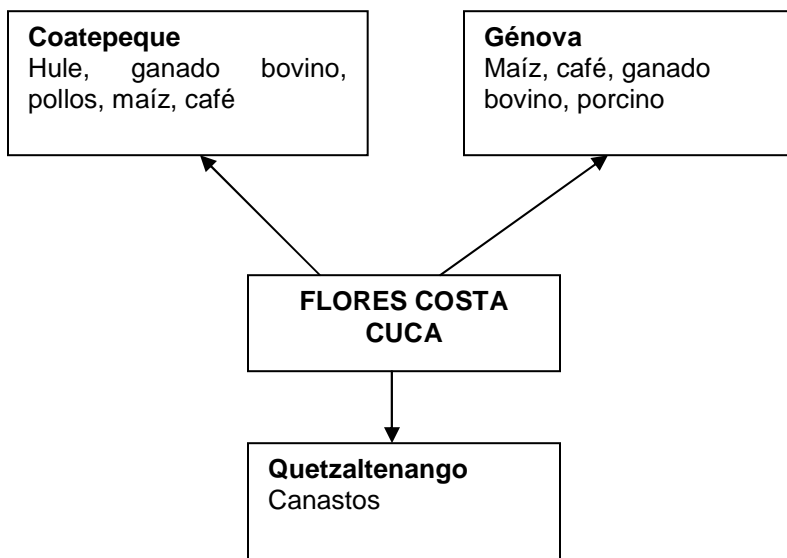 Coatepeque
Hule, ganado bovino,
pollos, maíz, café
Génova
Maíz, café, ganado
bovino, porcino
FLORES COSTA
CUCA
Quetzaltenango
Canastos